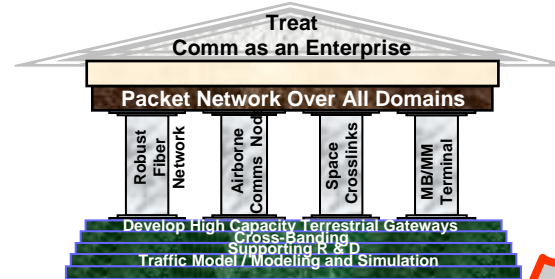 Treat
Comm as an Enterprise
Packet Network Over All Domains
Robust
Fiber
Network
Airborne
Comms Nod
Space
Crosslinks
MB/MM
Terminal
Develop High Capacity Terrestrial Gateways
Cross-Banding
Supporting R & D
Traffic Model / Modeling and Simulation